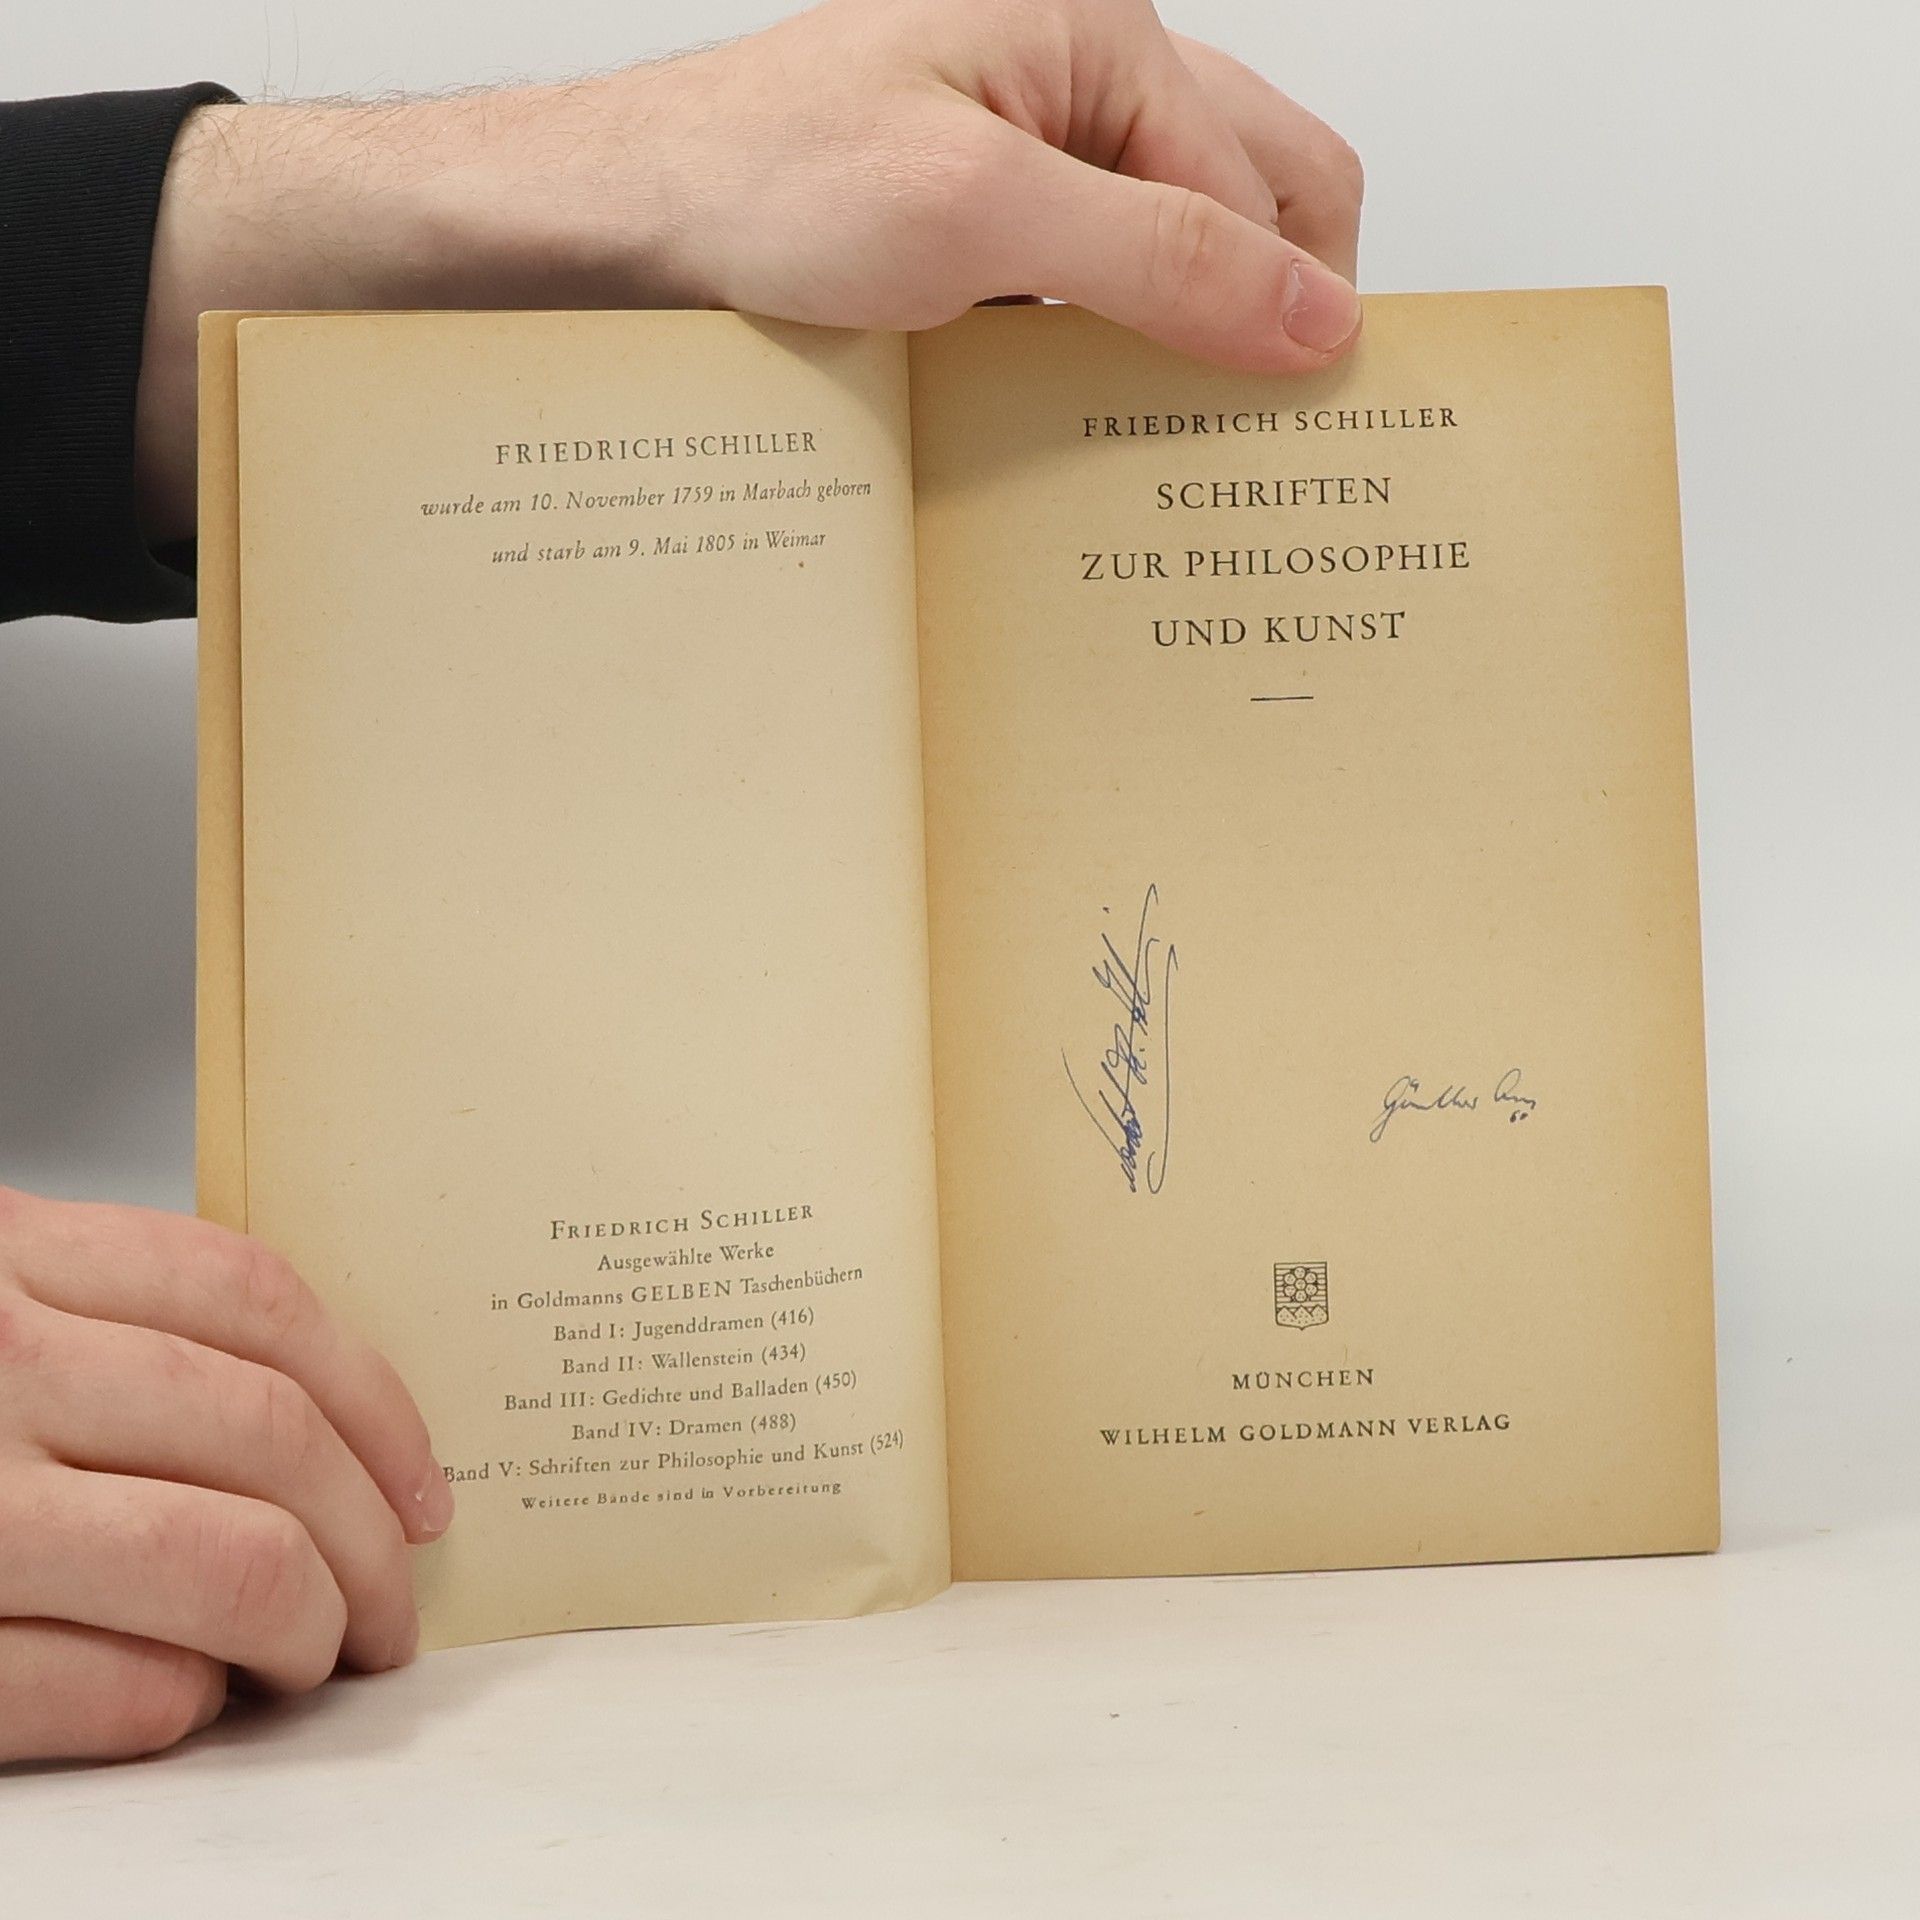 FRIEDRICH SCHILLER
wurde am 10. November 1759 in Marbach geboren
und starb am 9. Mai 1805 in Weimar
FRIEDRICH SCHILLER
Ausgewählte Werke
in Goldmanns GELBEN Taschenbüchern
Band I: Jugenddramen (416)
Band II: Wallenstein (434)
Band III: Gedichte und Balladen (450)
Band IV: Dramen (488)
Band V: Schriften zur Philosophie und Kunst (524)
Weitere Bände sind in Vorbereitung
FRIEDRICH SCHILLER
SCHRIFTEN
ZUR PHILOSOPHIE
UND KUNST
Günther
60
MÜNCHEN
WILHELM GOLDMANN VERLAG